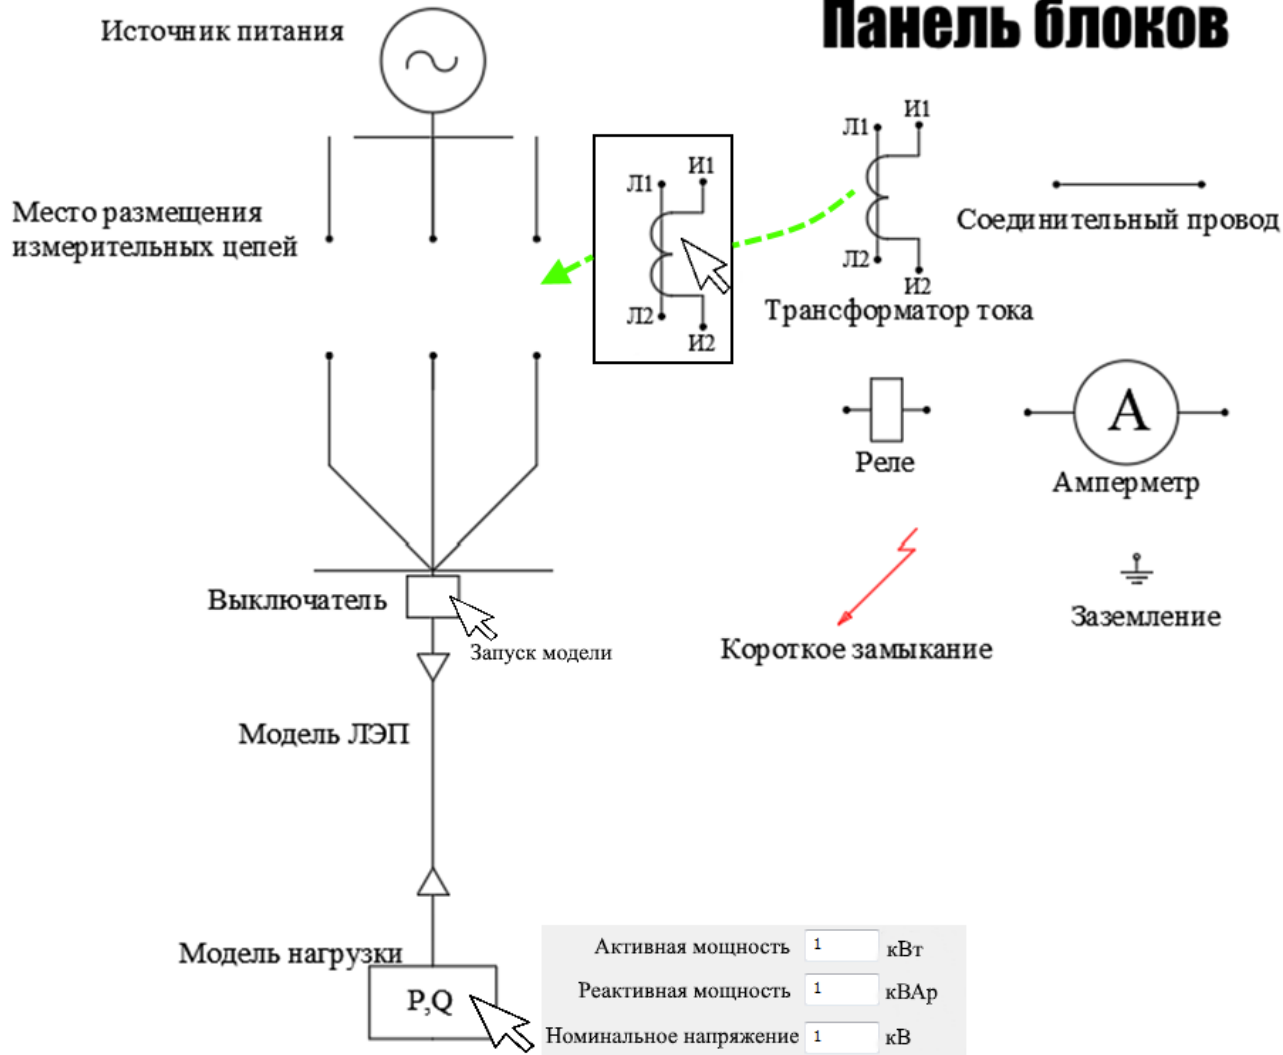 Панель блоков
Источник питания
Место размещения
измерительных цепей
Л1
И1
Л2
И2
Л1
И1
Л2
И2
Трансформатор тока
Соединительный провод
Реле
А
Амперметр
Короткое замыкание
Заземление
Выключатель
Запуск модели
Модель ЛЭП
Модель нагрузки
P,Q
Активная мощность 1 кВт
Реактивная мощность 1 кВАр
Номинальное напряжение 1 кВ